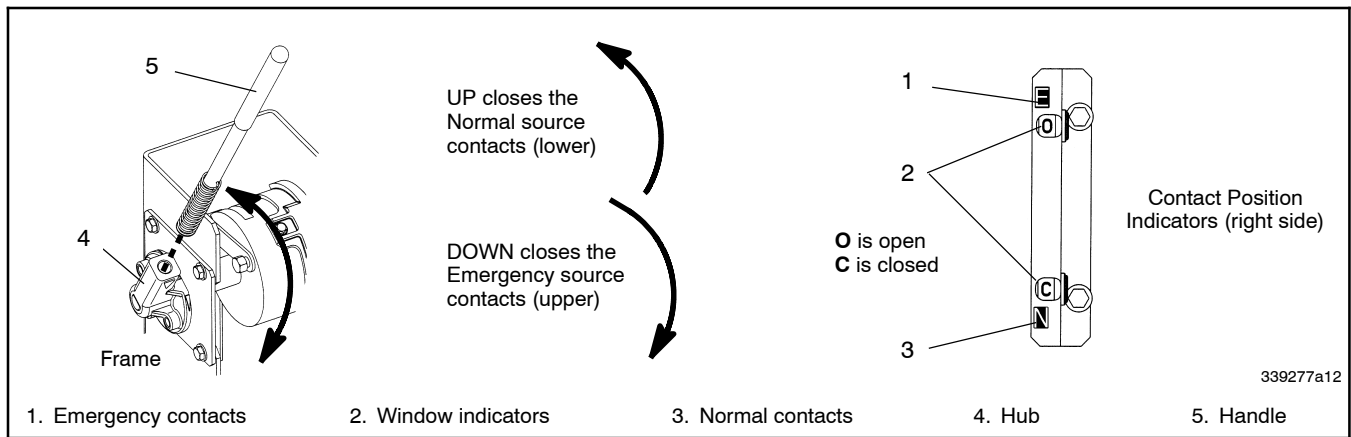 5
4
Frame
UP closes the
Normal source
contacts (lower)
DOWN closes the
Emergency source
contacts (upper)
1
E
O
2
O is open
C is closed
C
N
3
Contact Position
Indicators (right side)
339277a12
1. Emergency contacts
2. Window indicators
3. Normal contacts
4. Hub
5. Handle